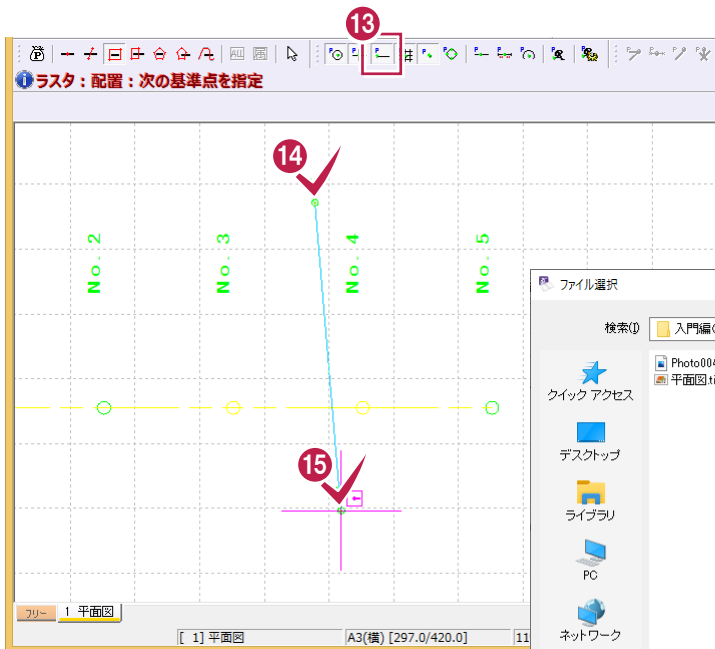 13
ALL
ラスタ：配置：次の基準点を指定
14
No. 2
No. 3
No. 4
No. 5
ファイル選択
検索(I)
入門編
Photo004
平面図.ti
クイック アクセス
デスクトップ
15
ライブラリ
PC
ネットワーク
フリー
1 平面図
[ 1] 平面図
A3(横) [297.0/420.0]
11